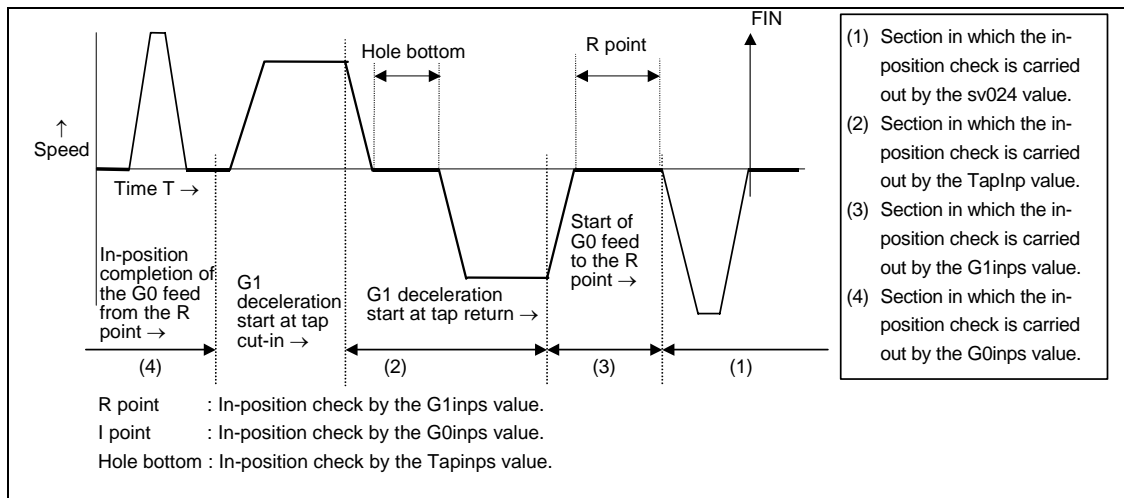 FIN
Hole bottom
R point
↑
Speed
Time T →
In-position
completion of
the G0 feed
from the R
point →
G1
deceleration
start at tap
cut-in →
G1 deceleration
start at tap return →
Start of
G0 feed
to the R
point →
(4)
(2)
(3)
(1)
(1) Section in which the in-
position check is carried
out by the sv024 value.
(2) Section in which the in-
position check is carried
out by the TapInp value.
(3) Section in which the in-
position check is carried
out by the G1inps value.
(4) Section in which the in-
position check is carried
out by the G0inps value.
R point : In-position check by the G1inps value.
I point : In-position check by the G0inps value.
Hole bottom : In-position check by the Tapinps value.